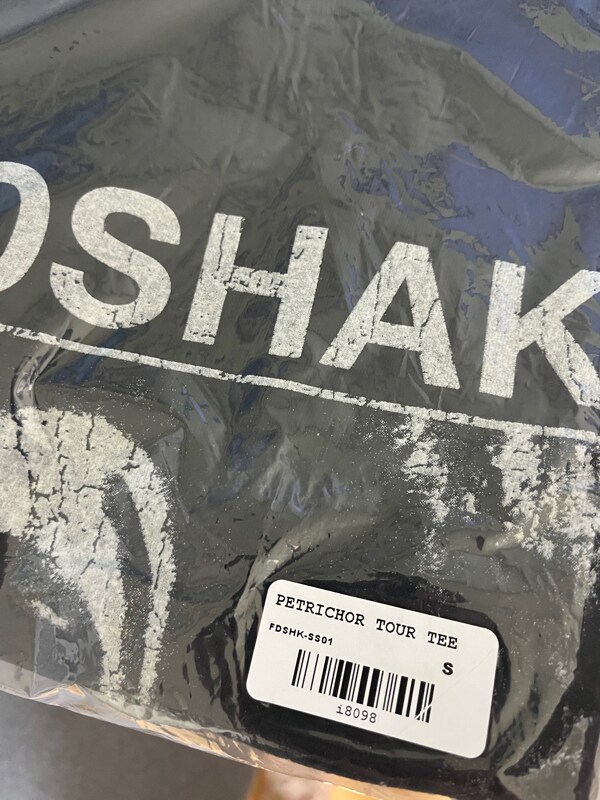 DSHAK
PETRICHOR TOUR TEE
FDSHK-SS01
S
i8098